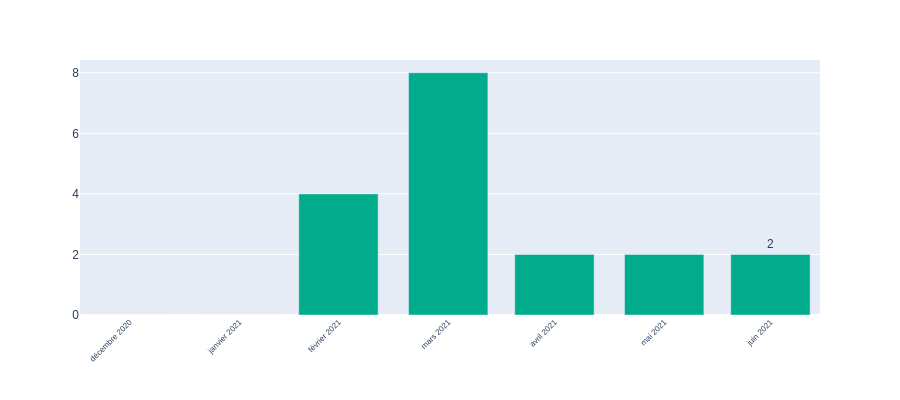 8
6
4
2
0
2
décembre 2020
janvier 2021
février 2021
mars 2021
avril 2021
mai 2021
juin 2021